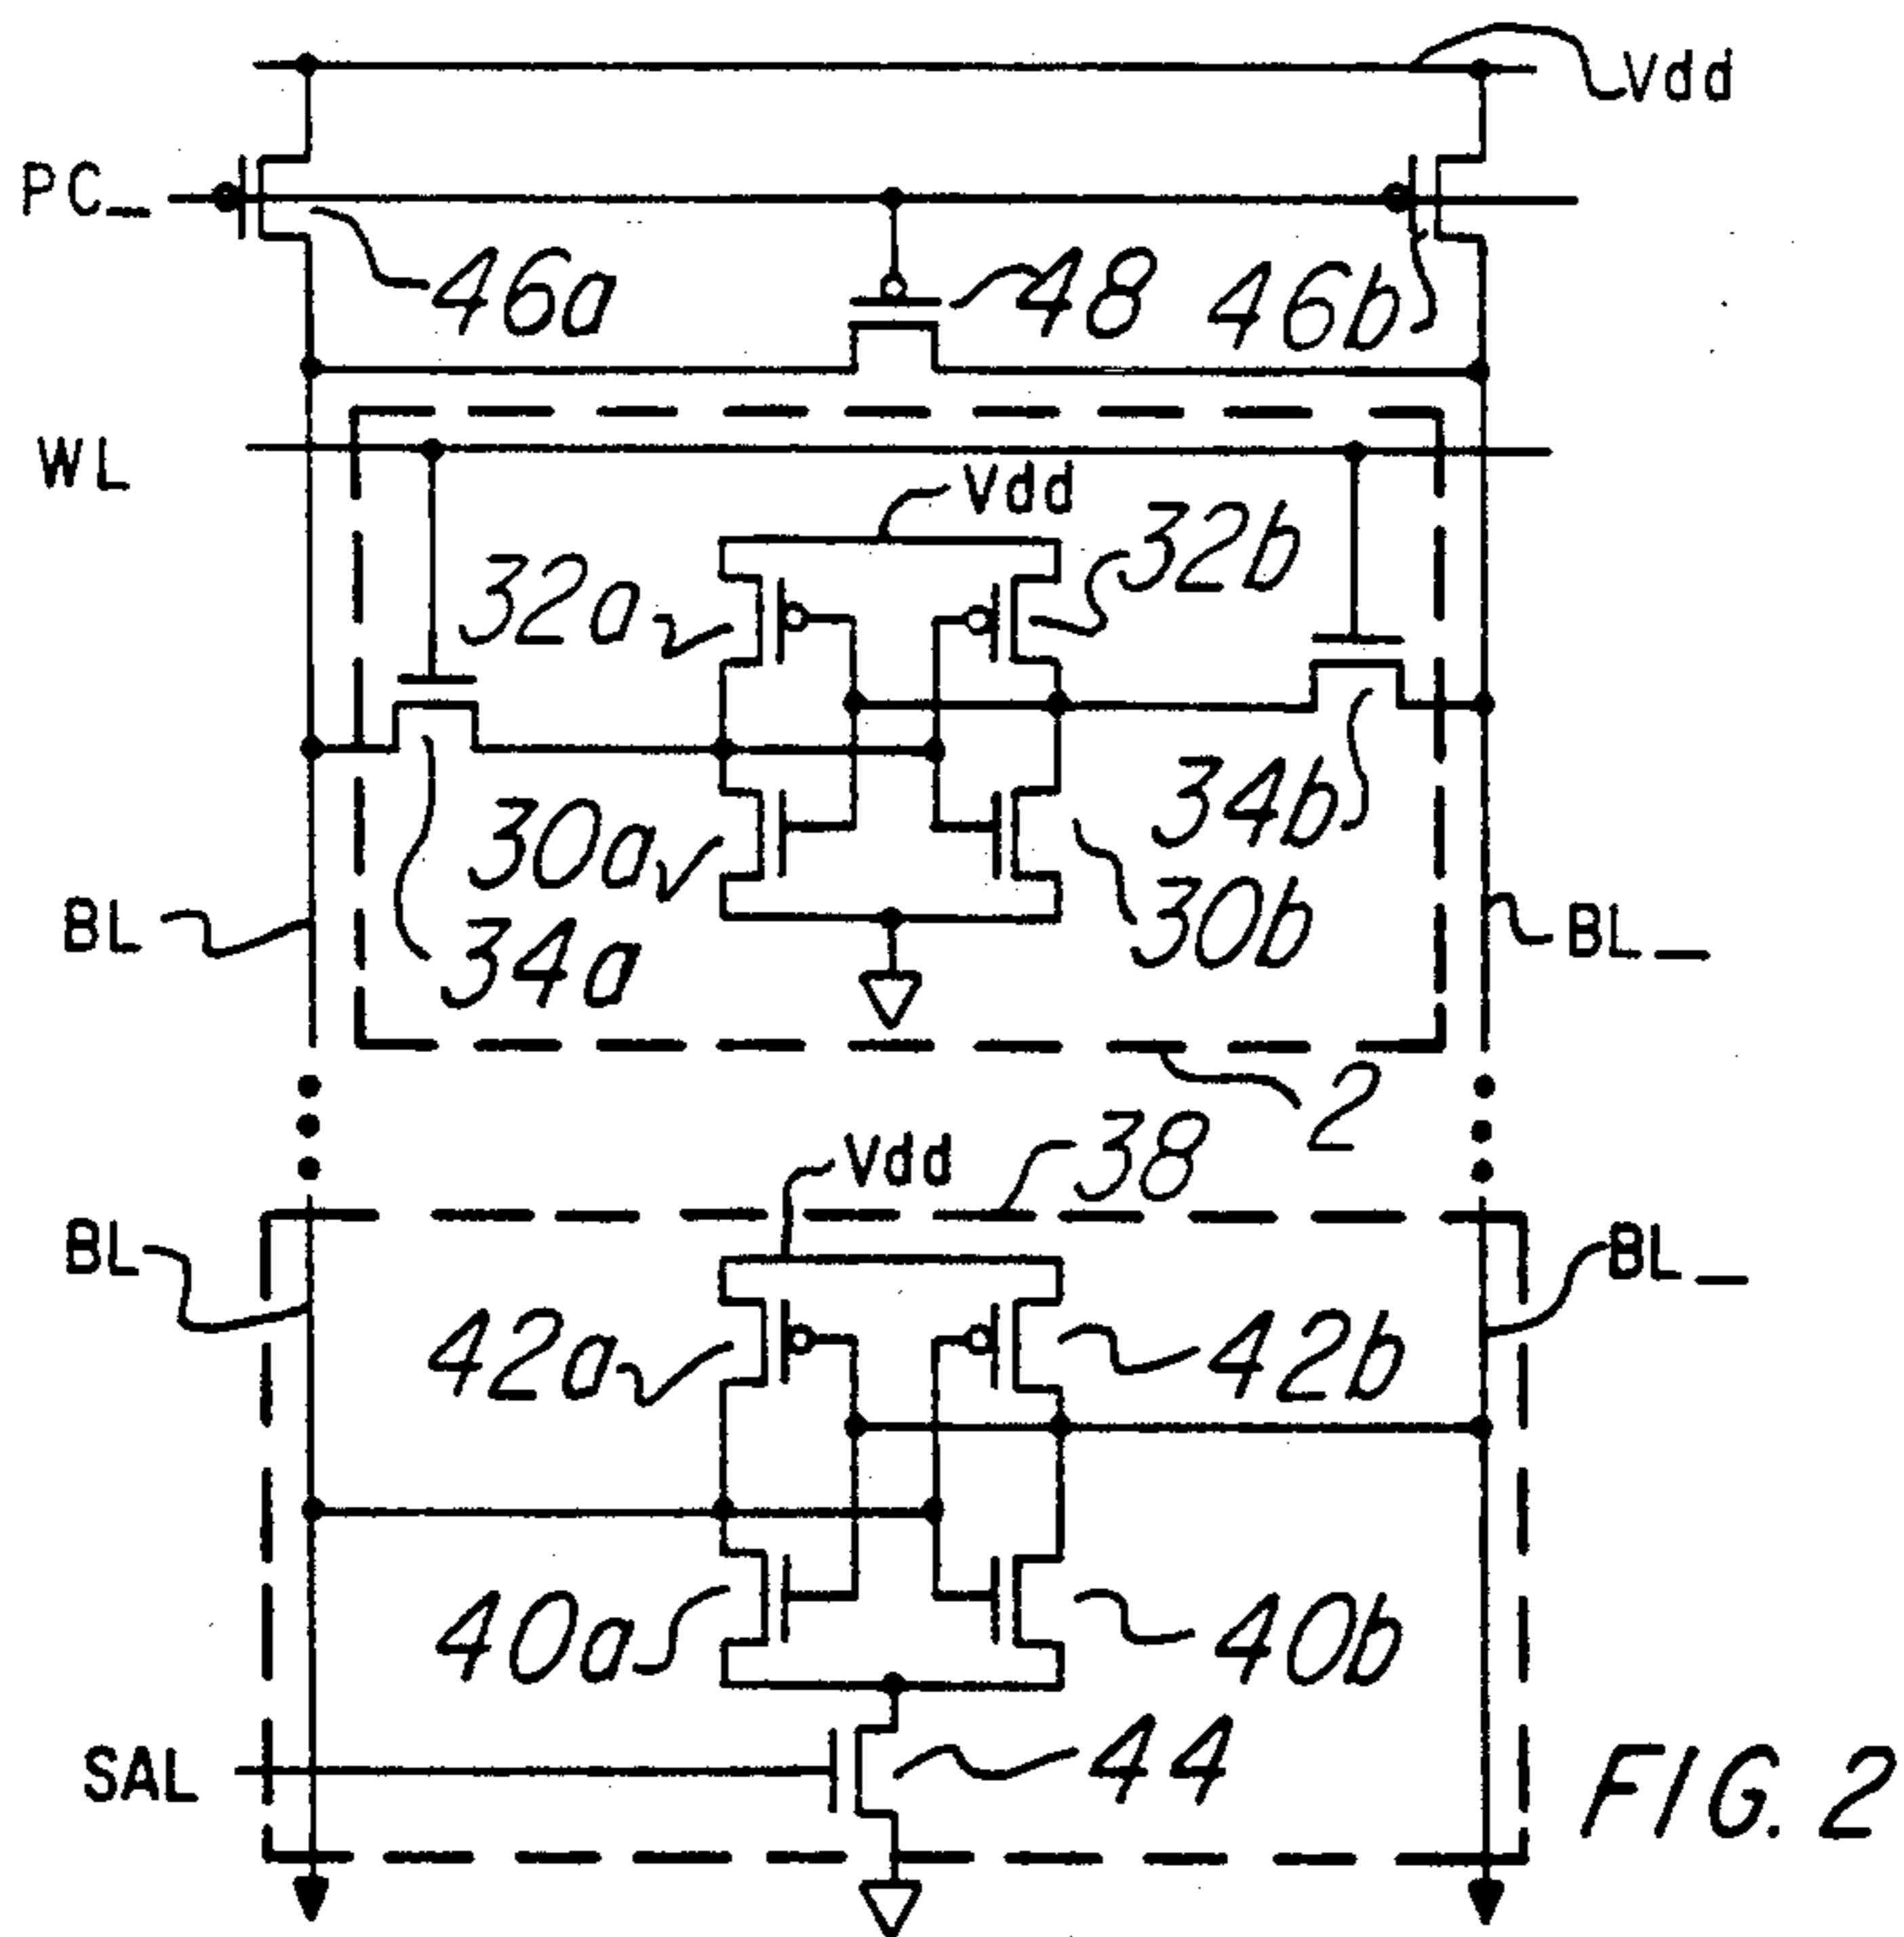 Vdd
PC_
46a
48
46b
WL
Vdd
32a
32b
34b
30a
30b
BL
BL_
34a
2
Vdd
38
BL
BL_
42a
42b
40a
40b
SAL
44
FIG. 2